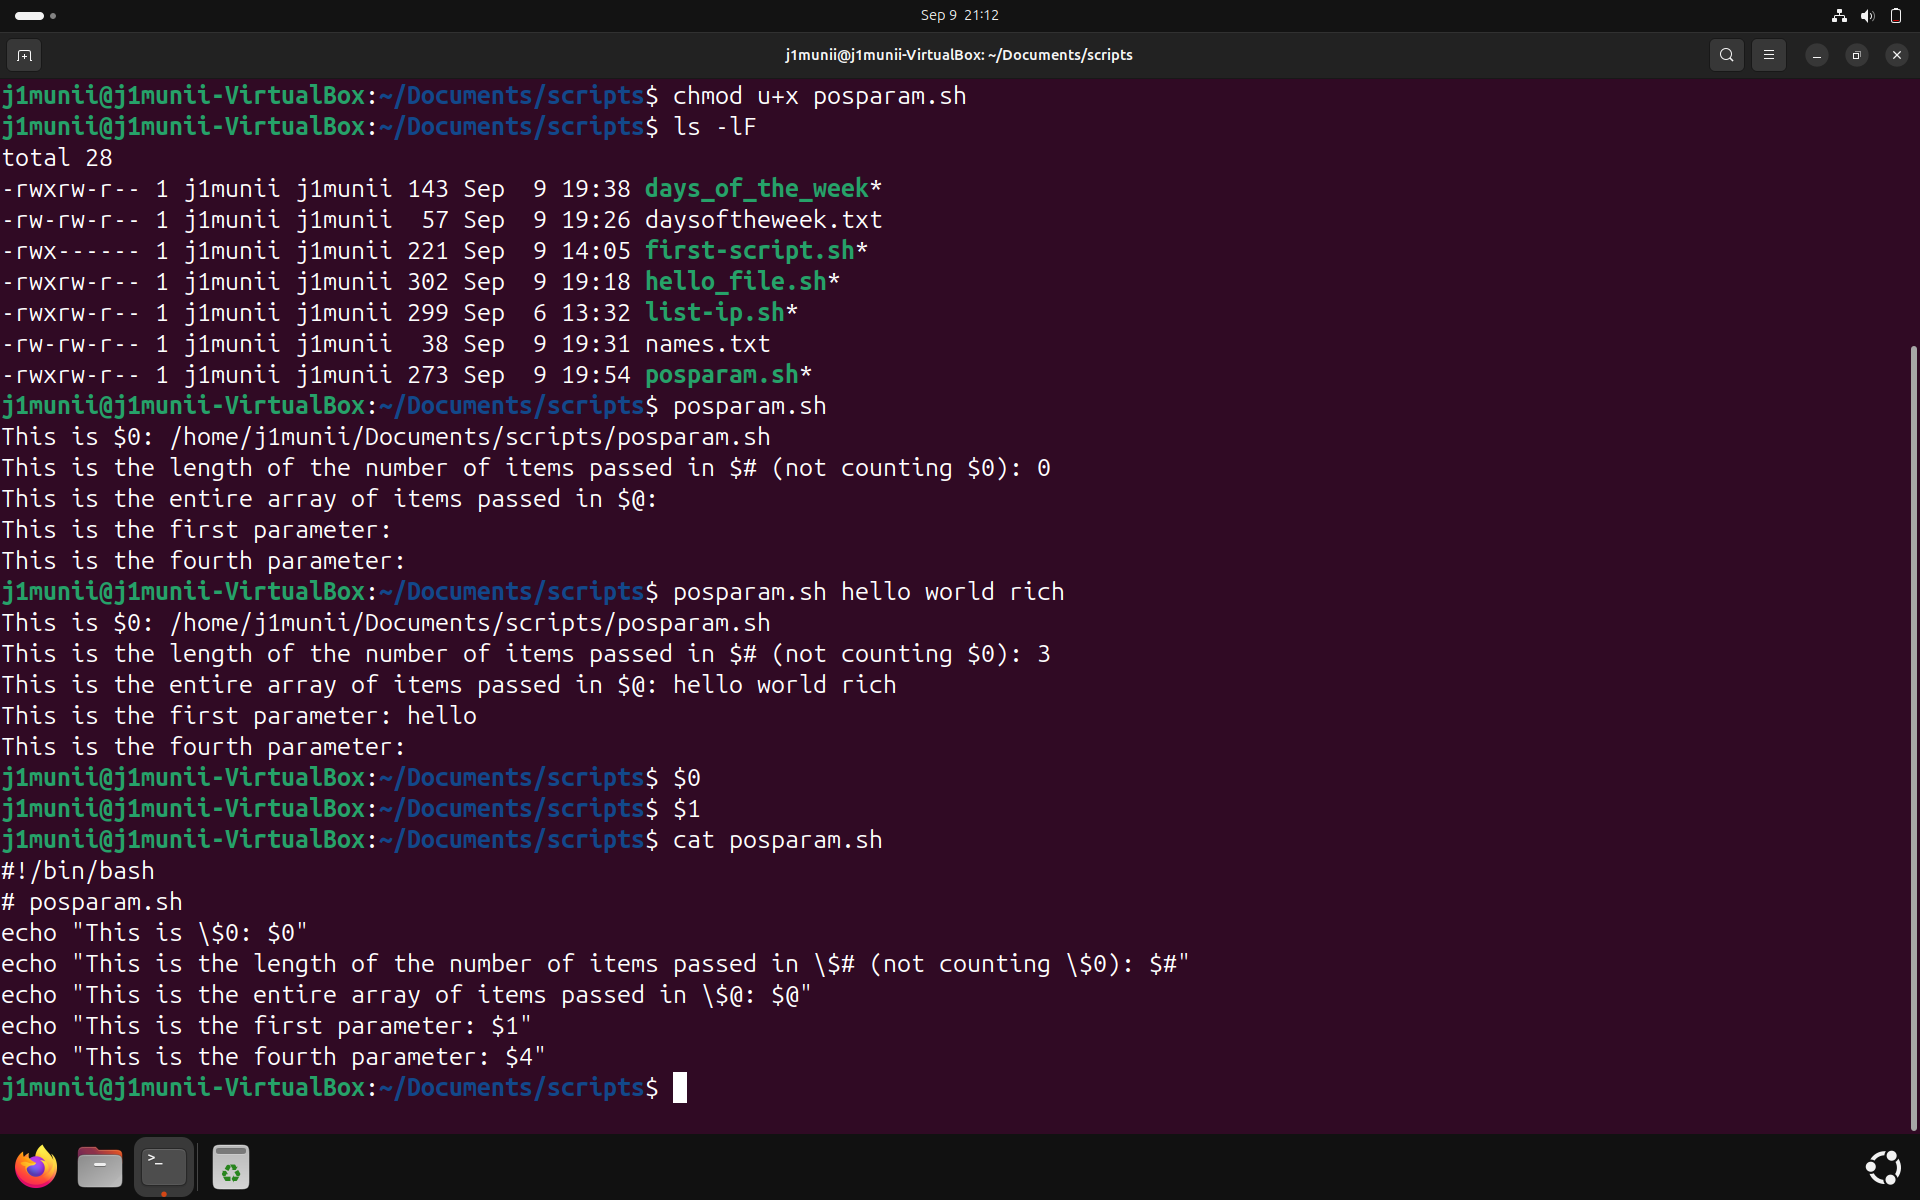 Sep 9 21:12
j1munii@j1munii-VirtualBox: ~/Documents/scripts
j1munii@j1munii-VirtualBox:~/Documents/scripts$ chmod u+x posparam.sh
j1munii@j1munii-VirtualBox:~/Documents/scripts$ ls -lF
total 28
-rwxrw-r-- 1 j1munii j1munii 143 Sep  9 19:38 days_of_the_week*
-rw-rw-r-- 1 j1munii j1munii  57 Sep  9 19:26 daysoftheweek.txt
-rwx------ 1 j1munii j1munii 221 Sep  9 14:05 first-script.sh*
-rwxrw-r-- 1 j1munii j1munii 302 Sep  9 19:18 hello_file.sh*
-rwxrw-r-- 1 j1munii j1munii 299 Sep  6 13:32 list-ip.sh*
-rw-rw-r-- 1 j1munii j1munii  38 Sep  9 19:31 names.txt
-rwxrw-r-- 1 j1munii j1munii 273 Sep  9 19:54 posparam.sh*
j1munii@j1munii-VirtualBox:~/Documents/scripts$ posparam.sh
This is $0: /home/j1munii/Documents/scripts/posparam.sh
This is the length of the number of items passed in $# (not counting $0): 0
This is the entire array of items passed in $@:
This is the first parameter:
This is the fourth parameter:
j1munii@j1munii-VirtualBox:~/Documents/scripts$ posparam.sh hello world rich
This is $0: /home/j1munii/Documents/scripts/posparam.sh
This is the length of the number of items passed in $# (not counting $0): 3
This is the entire array of items passed in $@: hello world rich
This is the first parameter: hello
This is the fourth parameter:
j1munii@j1munii-VirtualBox:~/Documents/scripts$ $0
j1munii@j1munii-VirtualBox:~/Documents/scripts$ $1
j1munii@j1munii-VirtualBox:~/Documents/scripts$ cat posparam.sh
#!/bin/bash
# posparam.sh
echo "This is \$0: $0"
echo "This is the length of the number of items passed in \$# (not counting \$0): $#"
echo "This is the entire array of items passed in \$@: $@"
echo "This is the first parameter: $1"
echo "This is the fourth parameter: $4"
j1munii@j1munii-VirtualBox:~/Documents/scripts$